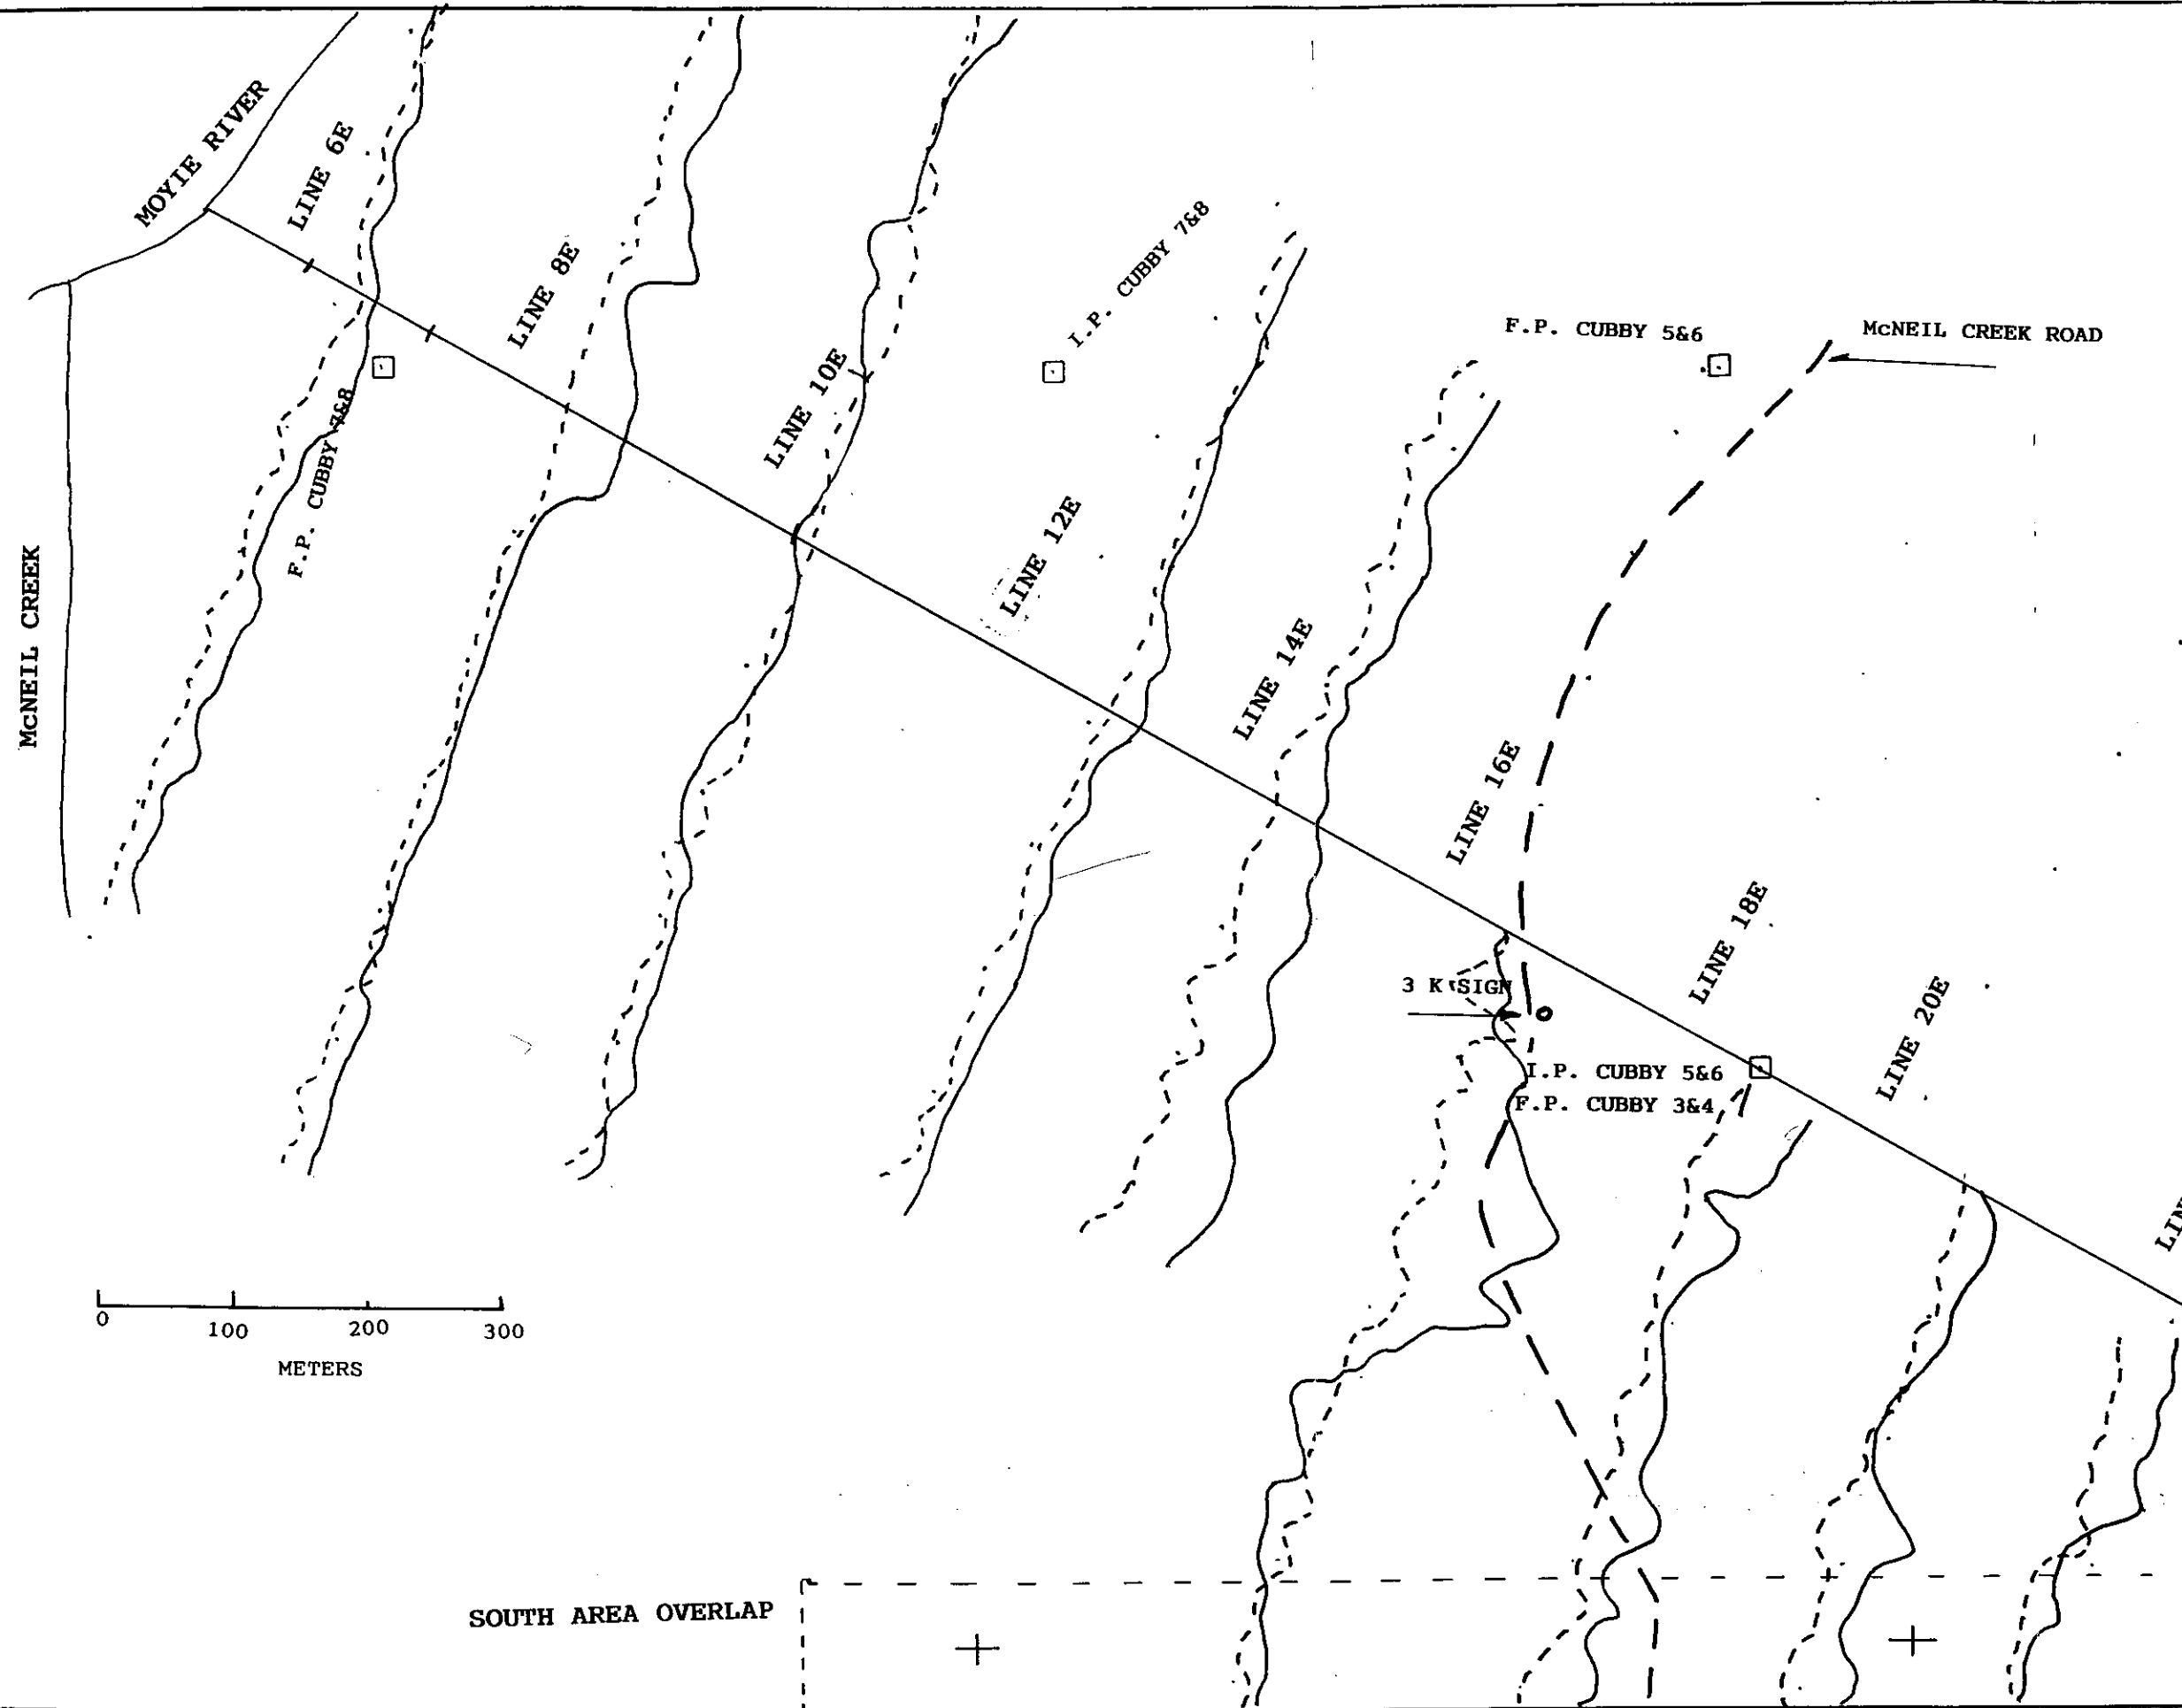 MOYIE RIVER
LINE 6E
LINE 8E
I.P. CUBBY 7&8
F.P. CUBBY 5&6
McNEIL CREEK ROAD
LINE 10E
F.P. CUBBY 7&8
LINE 12E
McNEIL CREEK
LINE 14E
LINE 16E
LINE 18E
3 K SIGN
LINE 20E
I.P. CUBBY 5&6
F.P. CUBBY 3&4
LIN
0 100 200 300
METERS
SOUTH AREA OVERLAP